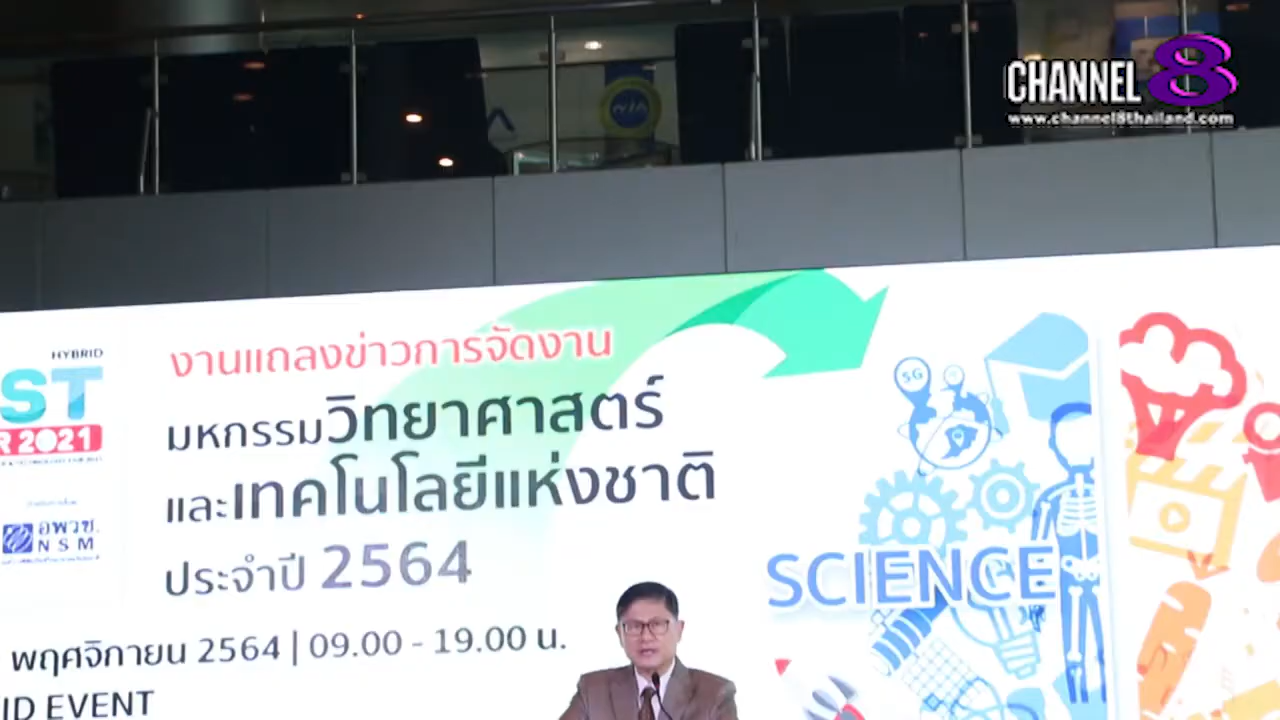 CHANNEL 8
www.channel8thailand.com
NIA
HYBRID
ST
R 2021
งานแถลงข่าวการจัดงาน
มหกรรมวิทยาศาสตร์
และเทคโนโลยีแห่งชาติ
ประจำปี 2564
อพวช.
NSM
5G
SCIENCE
พฤศจิกายน 2564 | 09.00 - 19.00 น.
ID EVENT